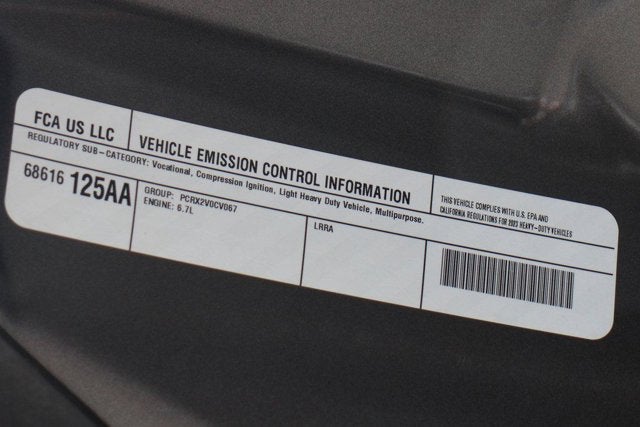 FCA US LLC
VEHICLE EMISSION CONTROL INFORMATION
THIS VEHICLE COMPLIES WITH U.S. EPA AND
CALIFORNIA REGULATIONS FOR 2023 HEAVY-DUTY VEHICLES
REGULATORY SUB-CATEGORY: Vocational, Compression Ignition, Light Heavy Duty Vehicle, Multipurpose.
68616 125AA
GROUP: PCRX2VOCV067
ENGINE: 6.7L
LRRA